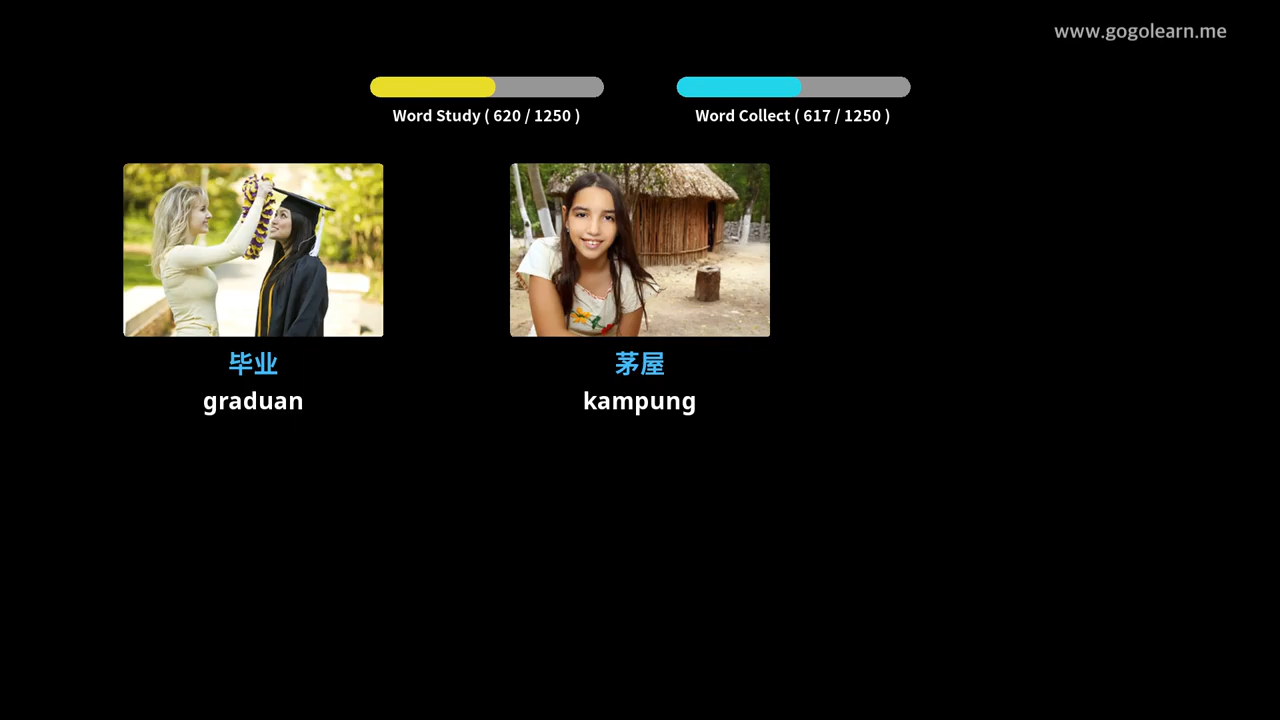 www.gogolearn.me
Word Study ( 620 / 1250 )
Word Collect ( 617 / 1250 )
毕业
graduan
茅屋
kampung